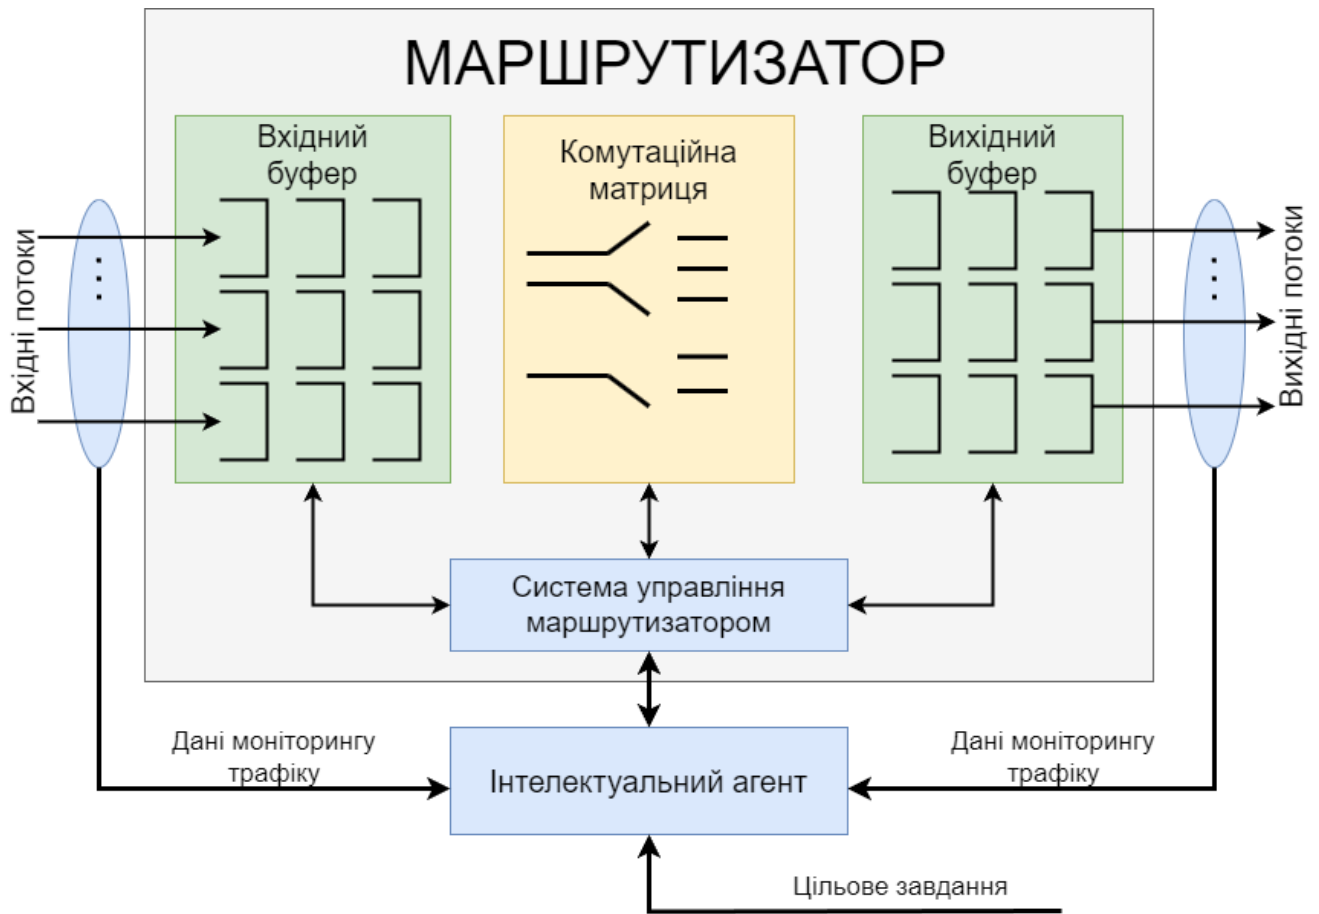 МАРШРУТИЗАТОР
Вхідний
буфер
Комутаційна
матриця
Вихідний
буфер
Вхідні потоки
Вихідні потоки
Система управління
маршрутизатором
Дані моніторингу
трафіку
Інтелектуальний агент
Дані моніторингу
трафіку
Цільове завдання